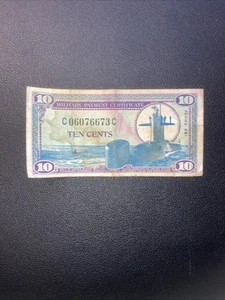 10 MILITARY PAYMENT CERTIFICATE 10
C06076673C
TEN CENTS
10 10